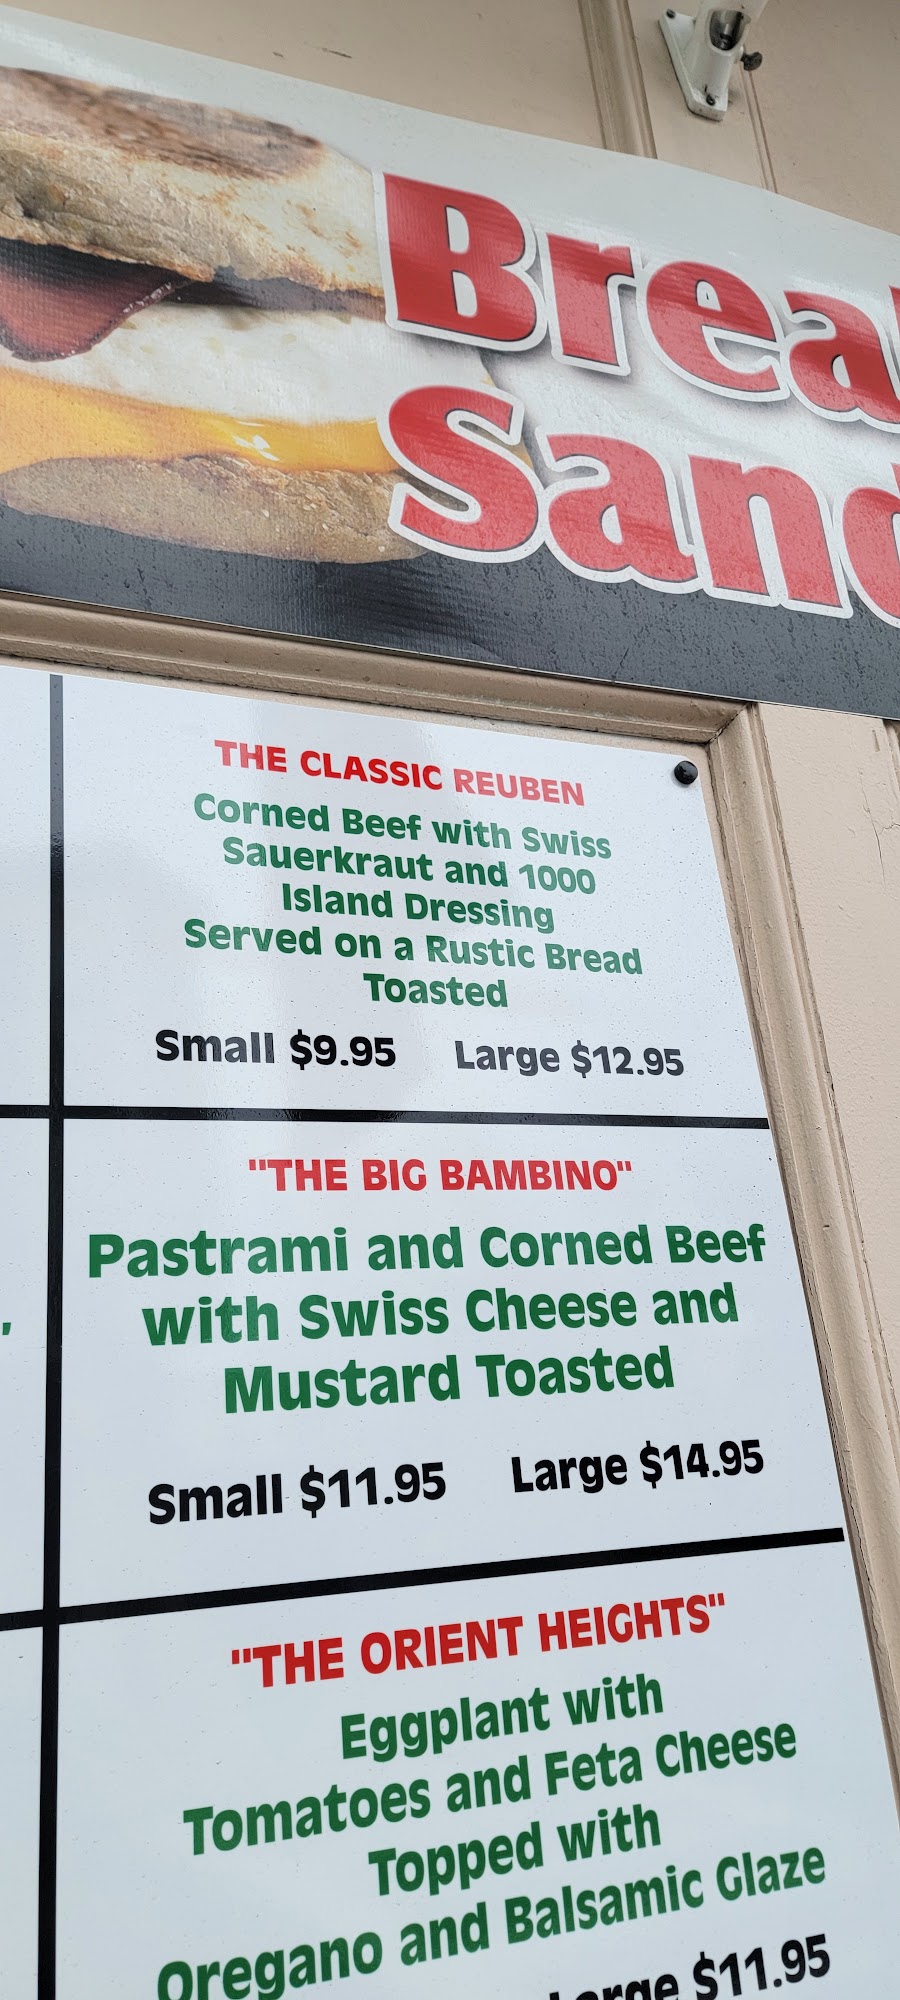 Brea
San
THE CLASSIC REUBEN
Corned Beef with Swiss
Sauerkraut and 1000
Island Dressing
Served on a Rustic Bread
Toasted
Small $9.95 Large $12.95
"THE BIG BAMBINO"
Pastrami and Corned Beef
with Swiss Cheese and
Mustard Toasted
Small $11.95 Large $14.95
"THE ORIENT HEIGHTS"
Eggplant with
Tomatoes and Feta Cheese
Topped with
Oregano and Balsamic Glaze
Large $11.95